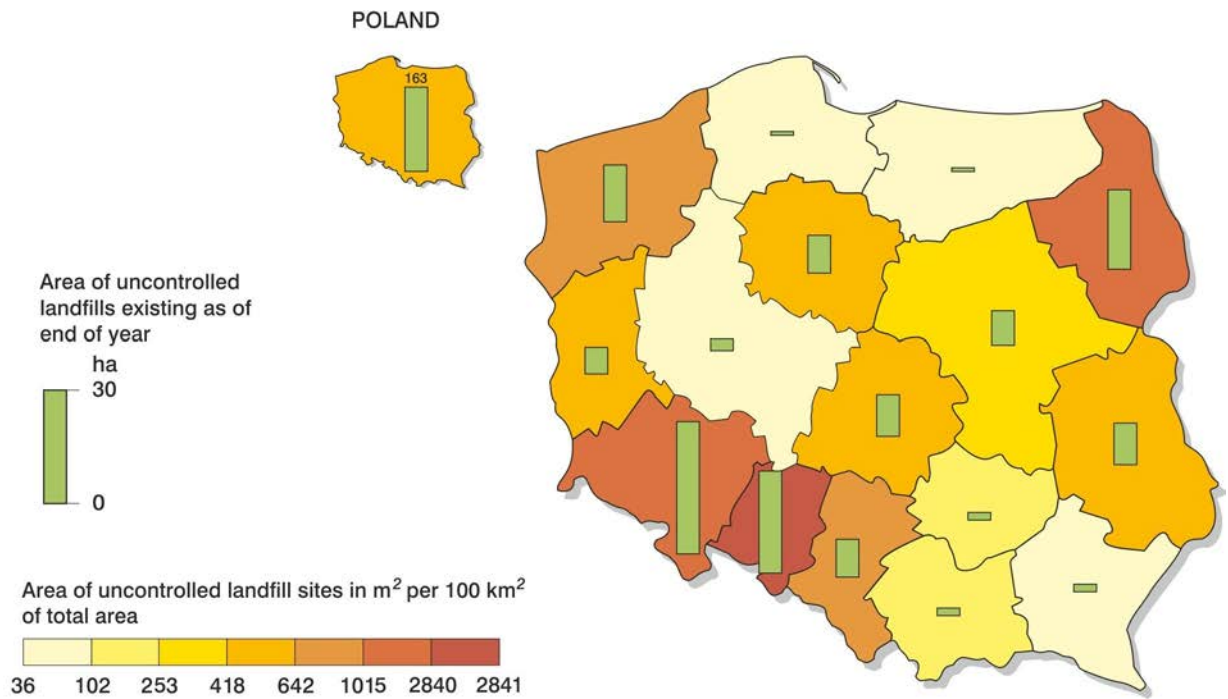 POLAND
163
Area of uncontrolled
landfills existing as of
end of year
ha
30
0
Area of uncontrolled landfill sites in m² per 100 km²
of total area
36 102 253 418 642 1015 2840 2841